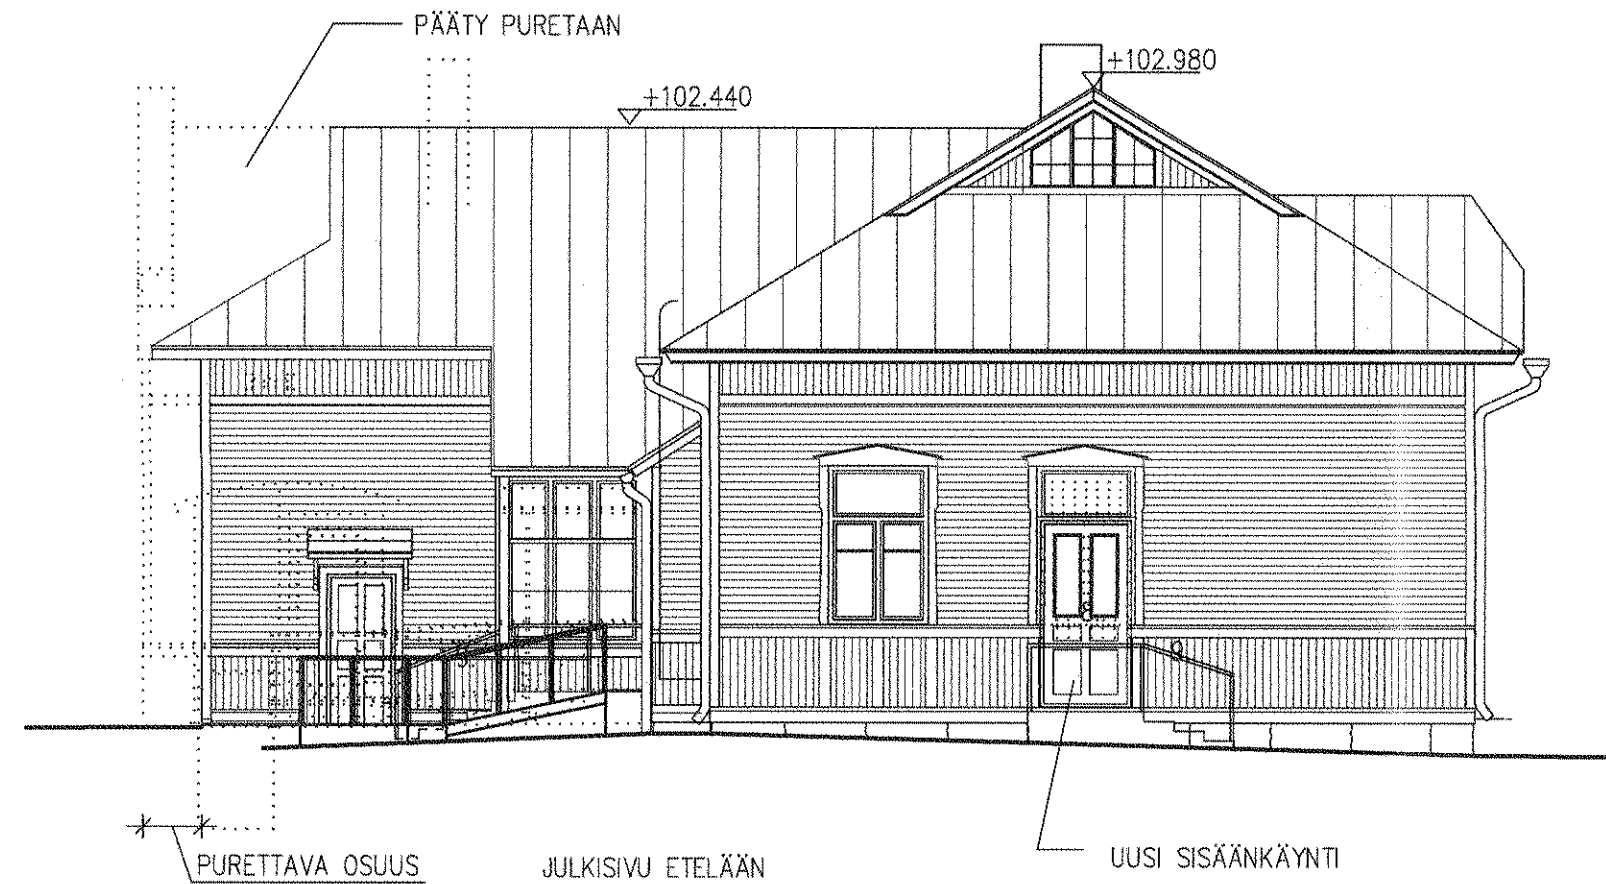 PÄÄTY PURETAAN
+102.980
+102.440
PURETTAVA OSUUS
JULKISIVU ETELÄÄN
UUSI SISÄÄNKÄYNTI